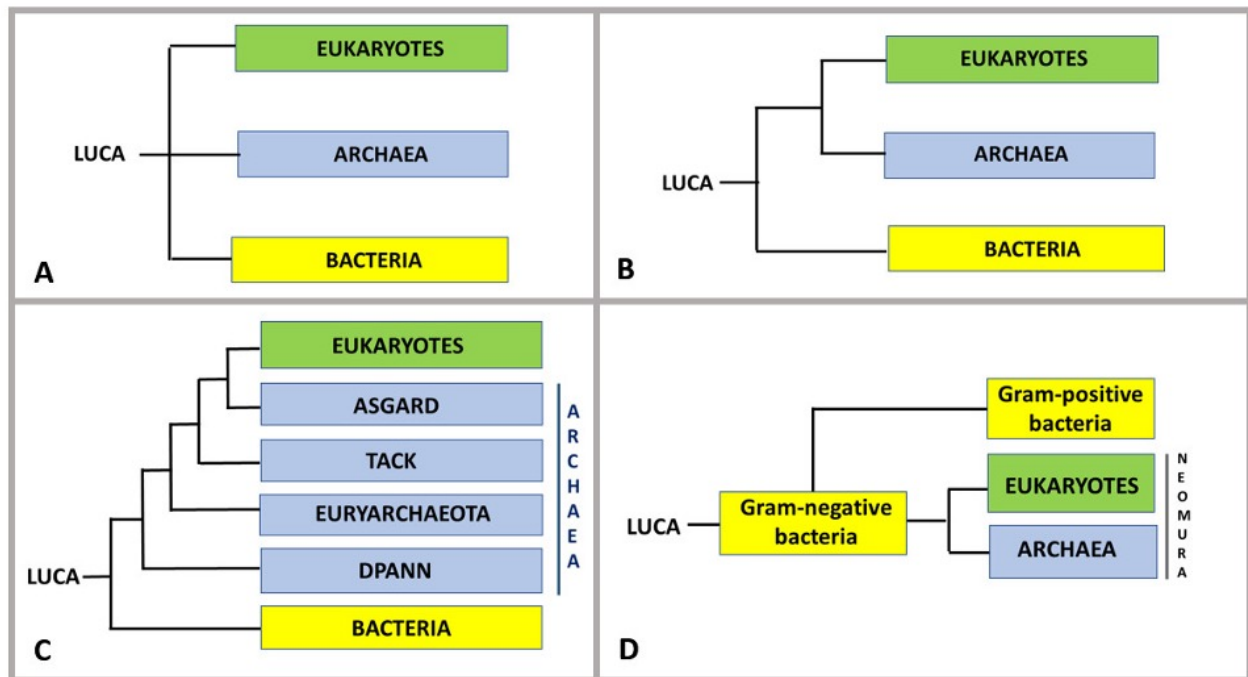 EUKARYOTES
LUCA
ARCHAEA
BACTERIA
A
EUKARYOTES
ARCHAEA
LUCA
BACTERIA
B
EUKARYOTES
ASGARD
TACK
EURYARCHAEOTA
DPANN
LUCA
BACTERIA
ARCHAEA
C
Gram-positive
bacteria
EUKARYOTES
LUCA
Gram-negative
bacteria
ARCHAEA
NEOMURA
D